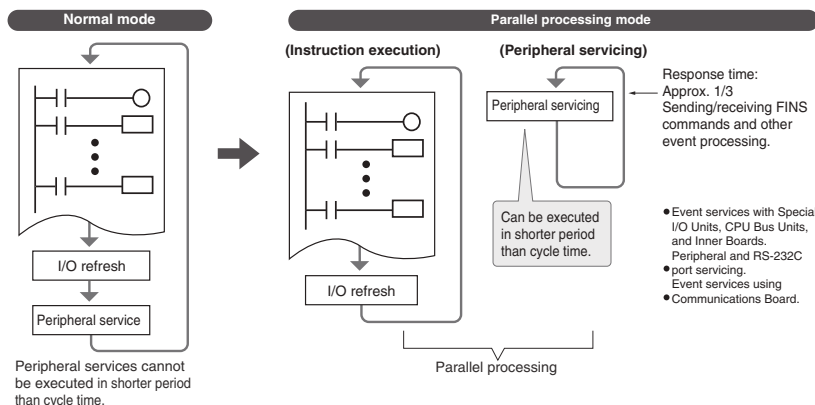 Normal mode
Parallel processing mode
I/O refresh
Peripheral service
Peripheral services cannot
be executed in shorter period
than cycle time.
(Instruction execution)
I/O refresh
(Peripheral servicing)
Peripheral servicing
Can be executed
in shorter period
than cycle time.
Response time:
Approx. 1/3
Sending/receiving FINS
commands and other
event processing.
● Event services with Special
I/O Units, CPU Bus Units,
and Inner Boards.
Peripheral and RS-232C
● port servicing.
Event services using
● Communications Board.
Parallel processing